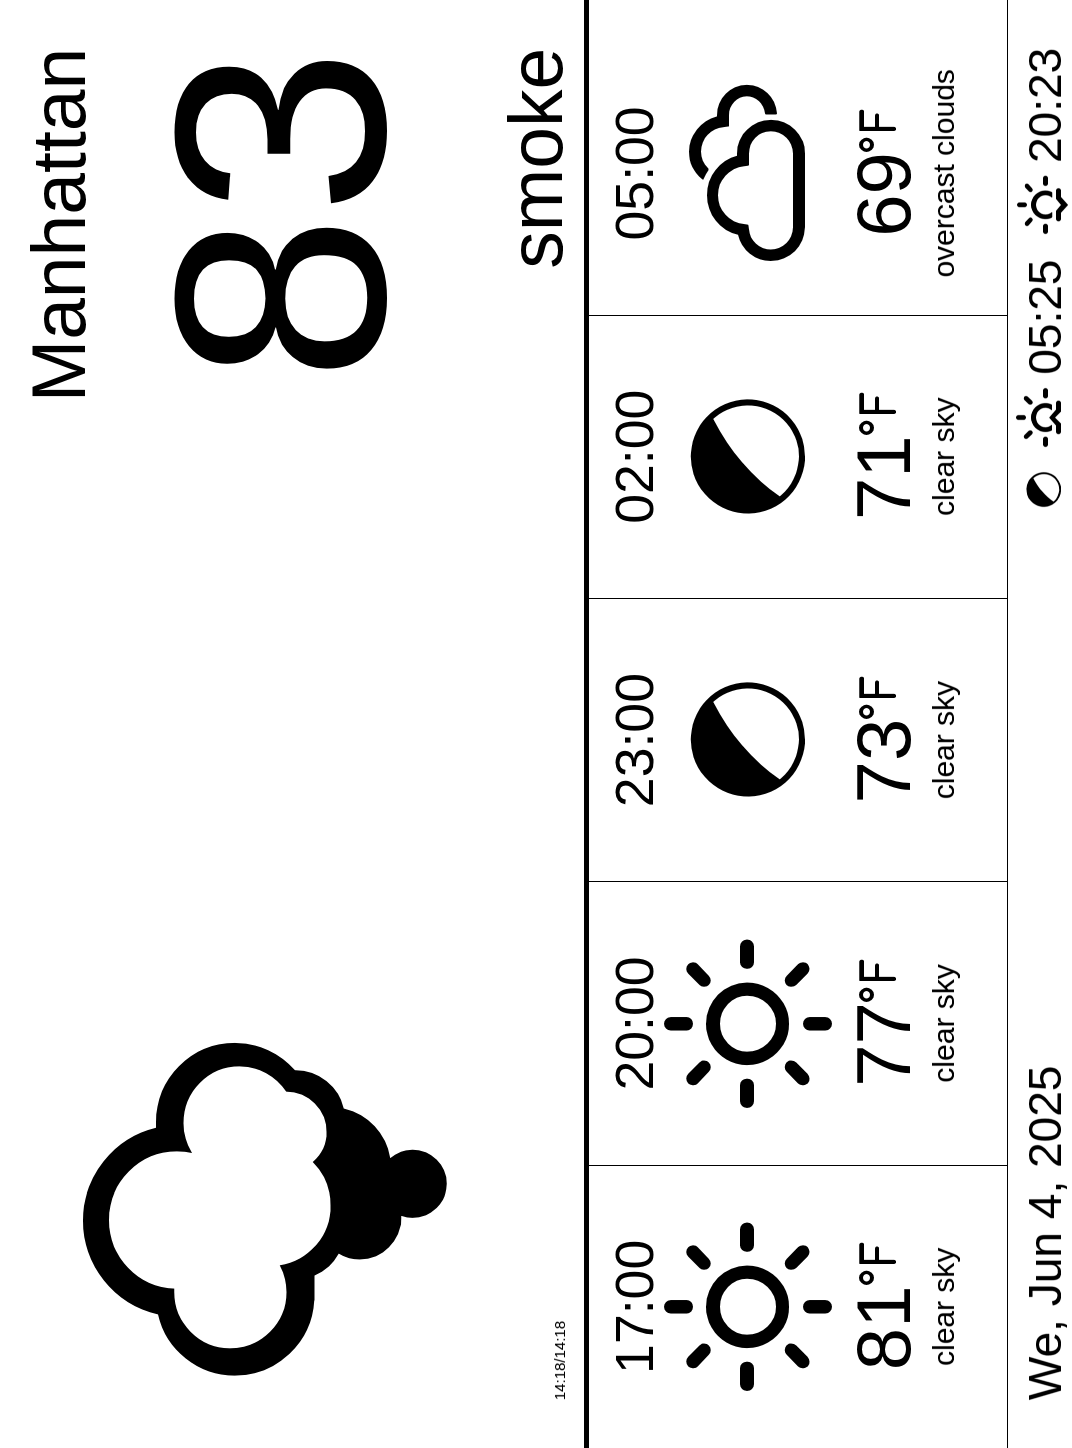 Manhattan
83
smoke
14:18/14:18
17:00 20:00 23:00 02:00 05:00
81°F 77°F 73°F 71°F 69°F
clear sky clear sky clear sky clear sky overcast clouds
We, Jun 4, 2025 05:25 20:23